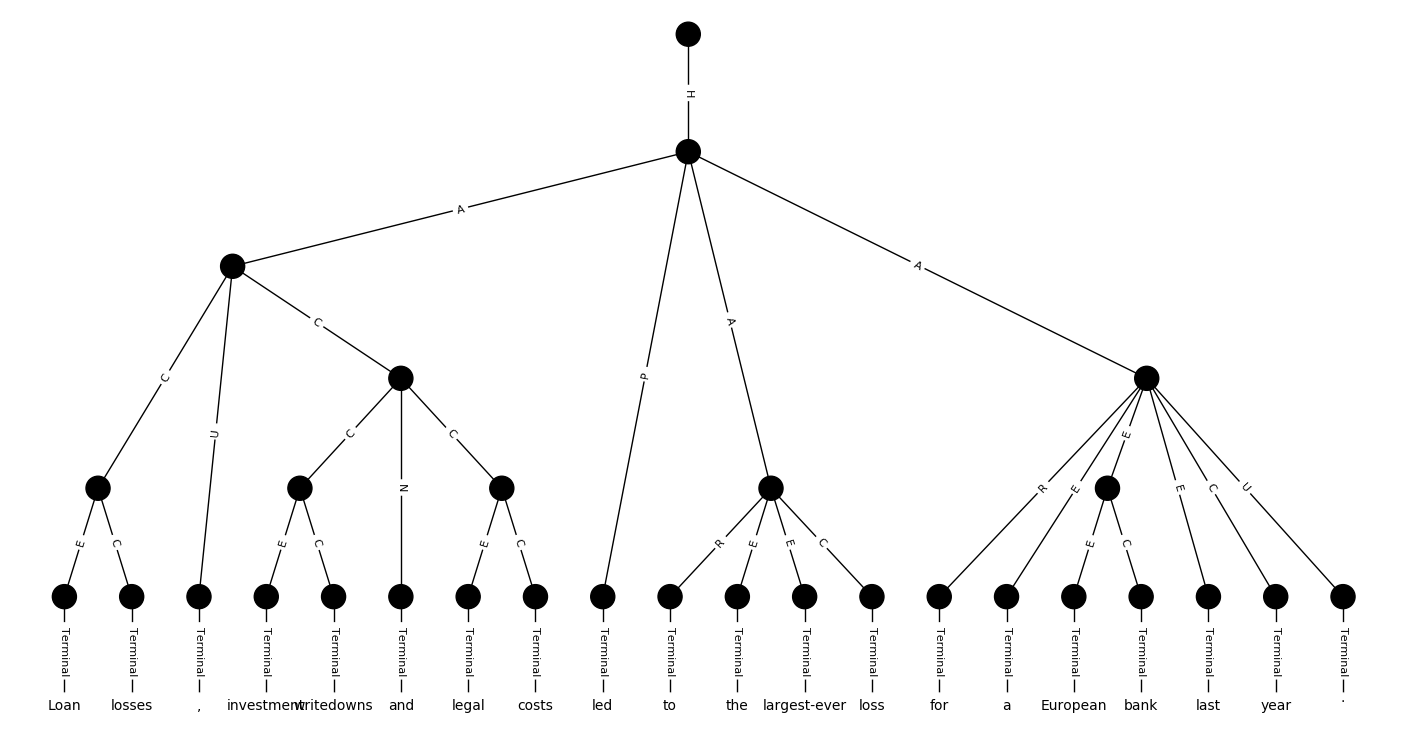 H
A
A
C
P
A
C
U
C
C
E
R
E
N
E
C
U
E
C
E
C
E
C
R
E
E
C
E
C
Terminal Terminal Terminal Terminal Terminal Terminal Terminal Terminal Terminal Terminal Terminal Terminal Terminal Terminal Terminal Terminal Terminal Terminal Terminal Terminal
Loan losses , investment writedowns and legal costs led to the largest-ever loss for a European bank last year .